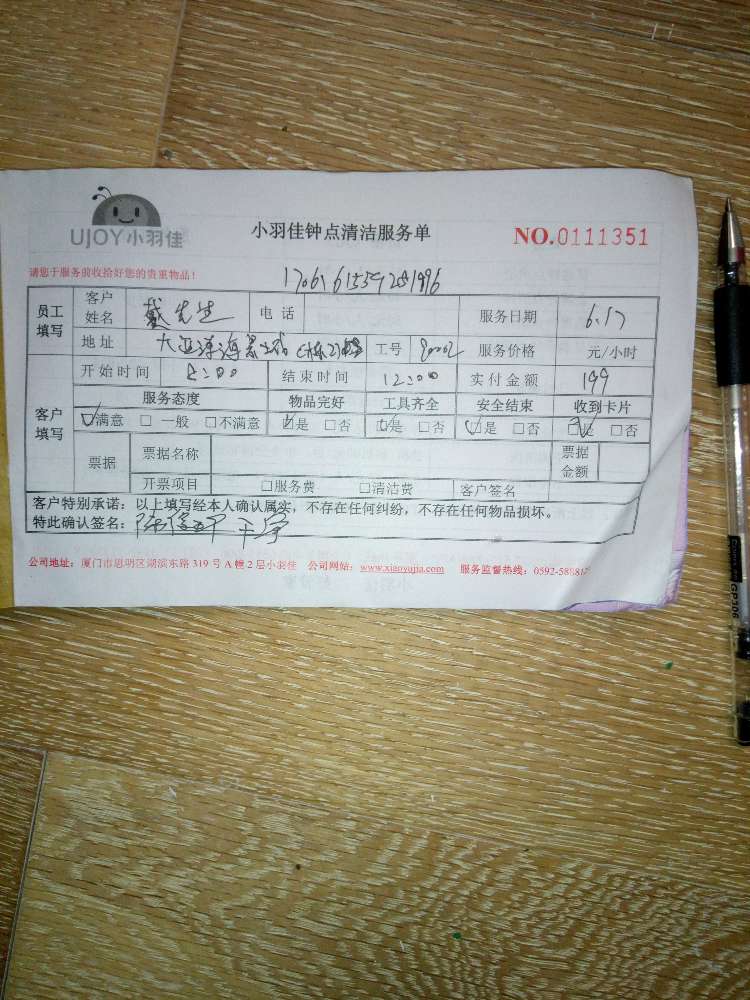 UJOY小羽佳
小羽佳钟点清洁服务单
NO.0111351
请您于服务前收拾好您的贵重物品！
员工填写
客户姓名 戴先生 电话 服务日期 6.17
地址 工号 服务价格 元/小时
客户填写
开始时间 结束时间 12:00 实付金额 199
服务态度 物品完好 工具齐全 安全结束 收到卡片
☑满意 □一般 □不满意 ☑是 □否 ☑是 □否 ☑是 □否 ☑是 □否
票据 票据名称 票据金额
开票项目 □服务费 □清洁费 客户签名
客户特别承诺：以上填写经本人确认属实，不存在任何纠纷，不存在任何物品损坏。
特此确认签名：
公司地址：厦门市思明区湖滨东路319号A幢2层小羽佳 公司网站：www.xiaoyujia.com 服务监督热线：0592-5